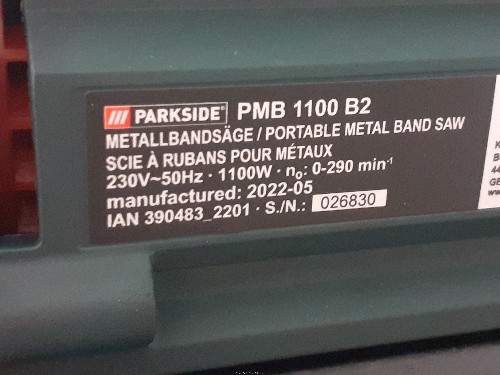 PARKSIDE® PMB 1100 B2
METALLBANDSÄGE / PORTABLE METAL BAND SAW
SCIE À RUBANS POUR MÉTAUX
230V~50Hz · 1100W · n₀: 0-290 min⁻¹
manufactured: 2022-05
IAN 390483_2201 · S./N.: 026830